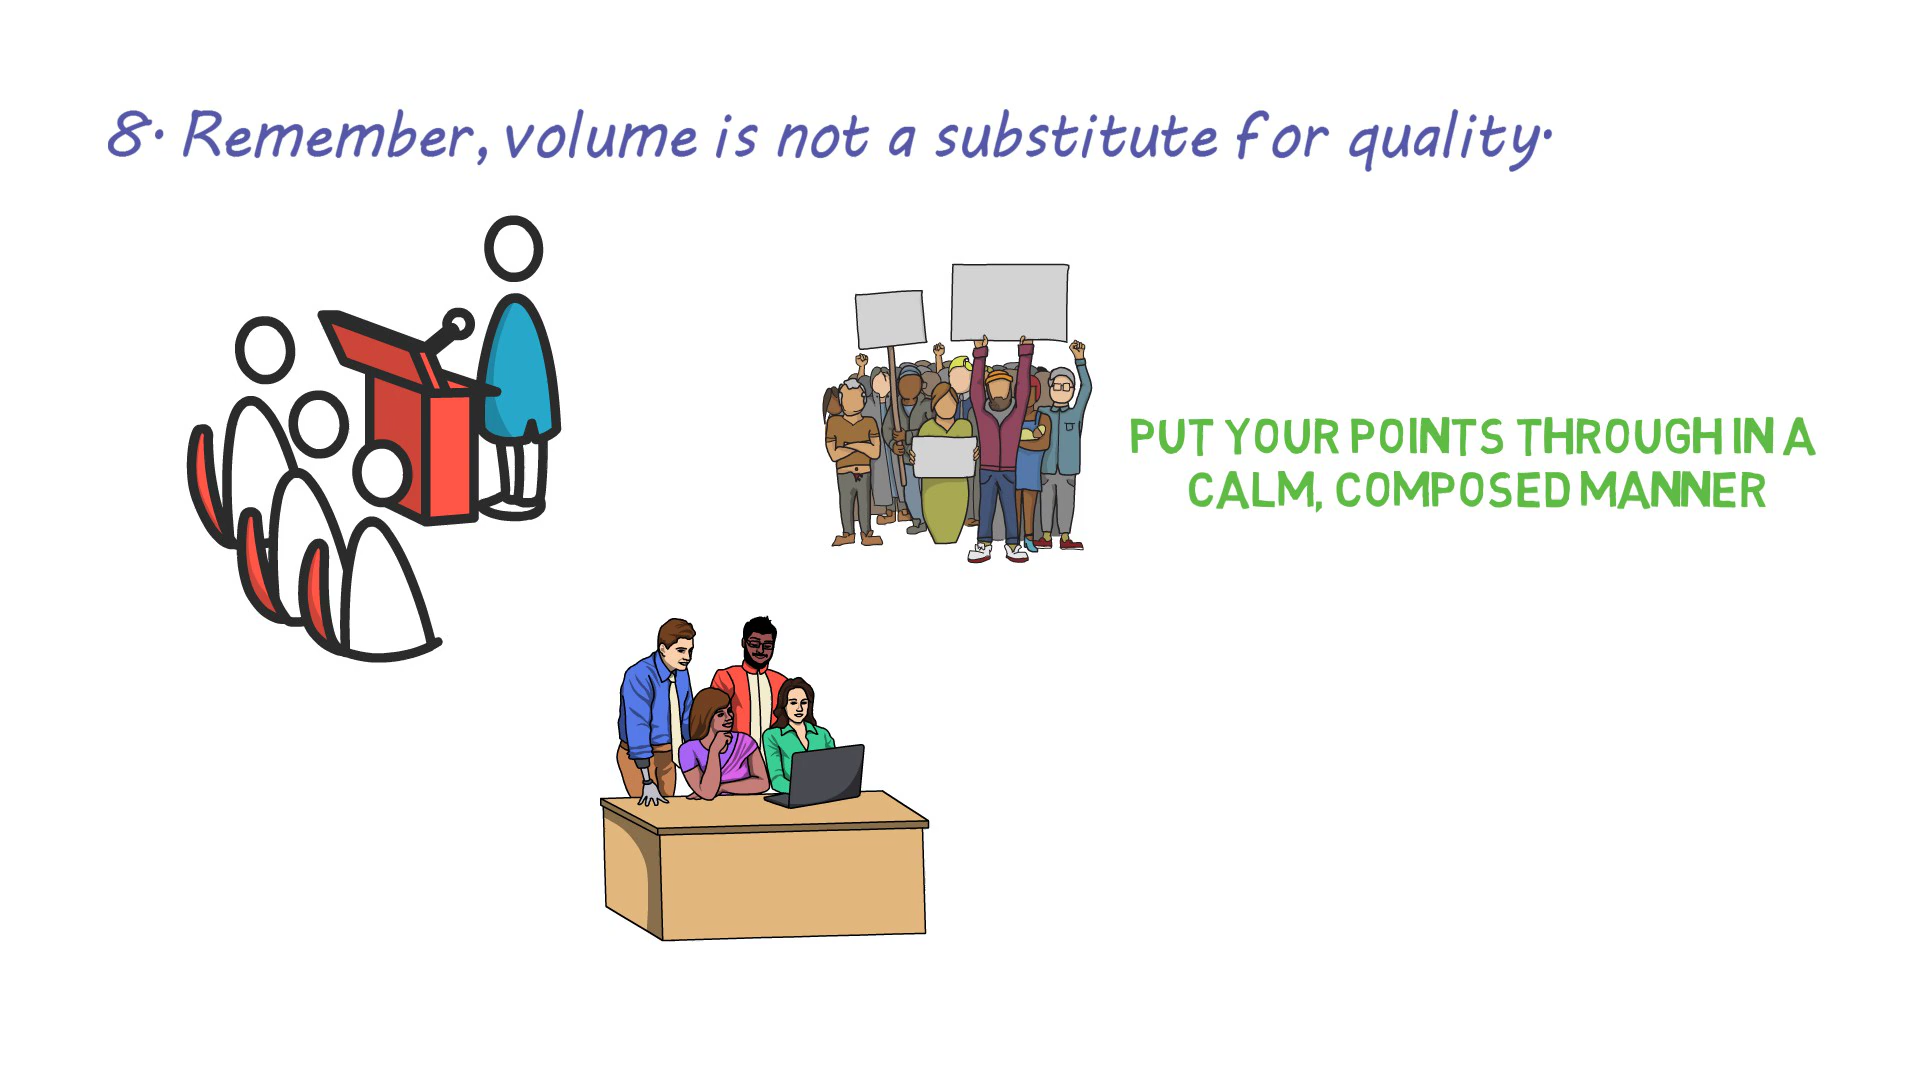 8. Remember, volume is not a substitute for quality.
PUT YOUR POINTS THROUGH IN A
CALM, COMPOSED MANNER